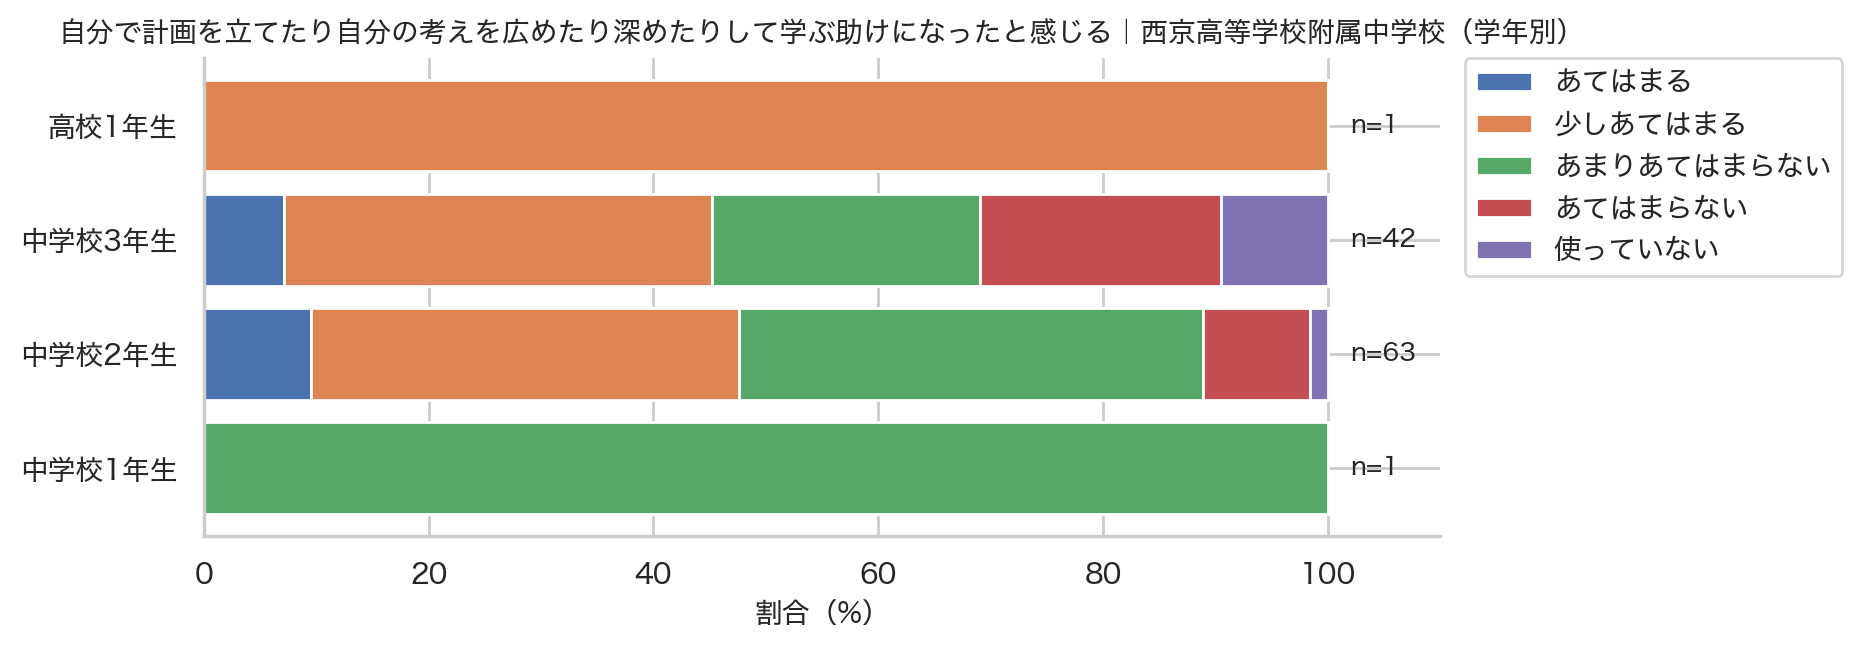 自分で計画を立てたり自分の考えを広めたり深めたりして学ぶ助けになったと感じる｜西京高等学校附属中学校（学年別）
あてはまる
少しあてはまる
あまりあてはまらない
あてはまらない
使っていない
高校1年生
n=1
中学校3年生
n=42
中学校2年生
n=63
中学校1年生
n=1
0 20 40 60 80 100
割合（%）